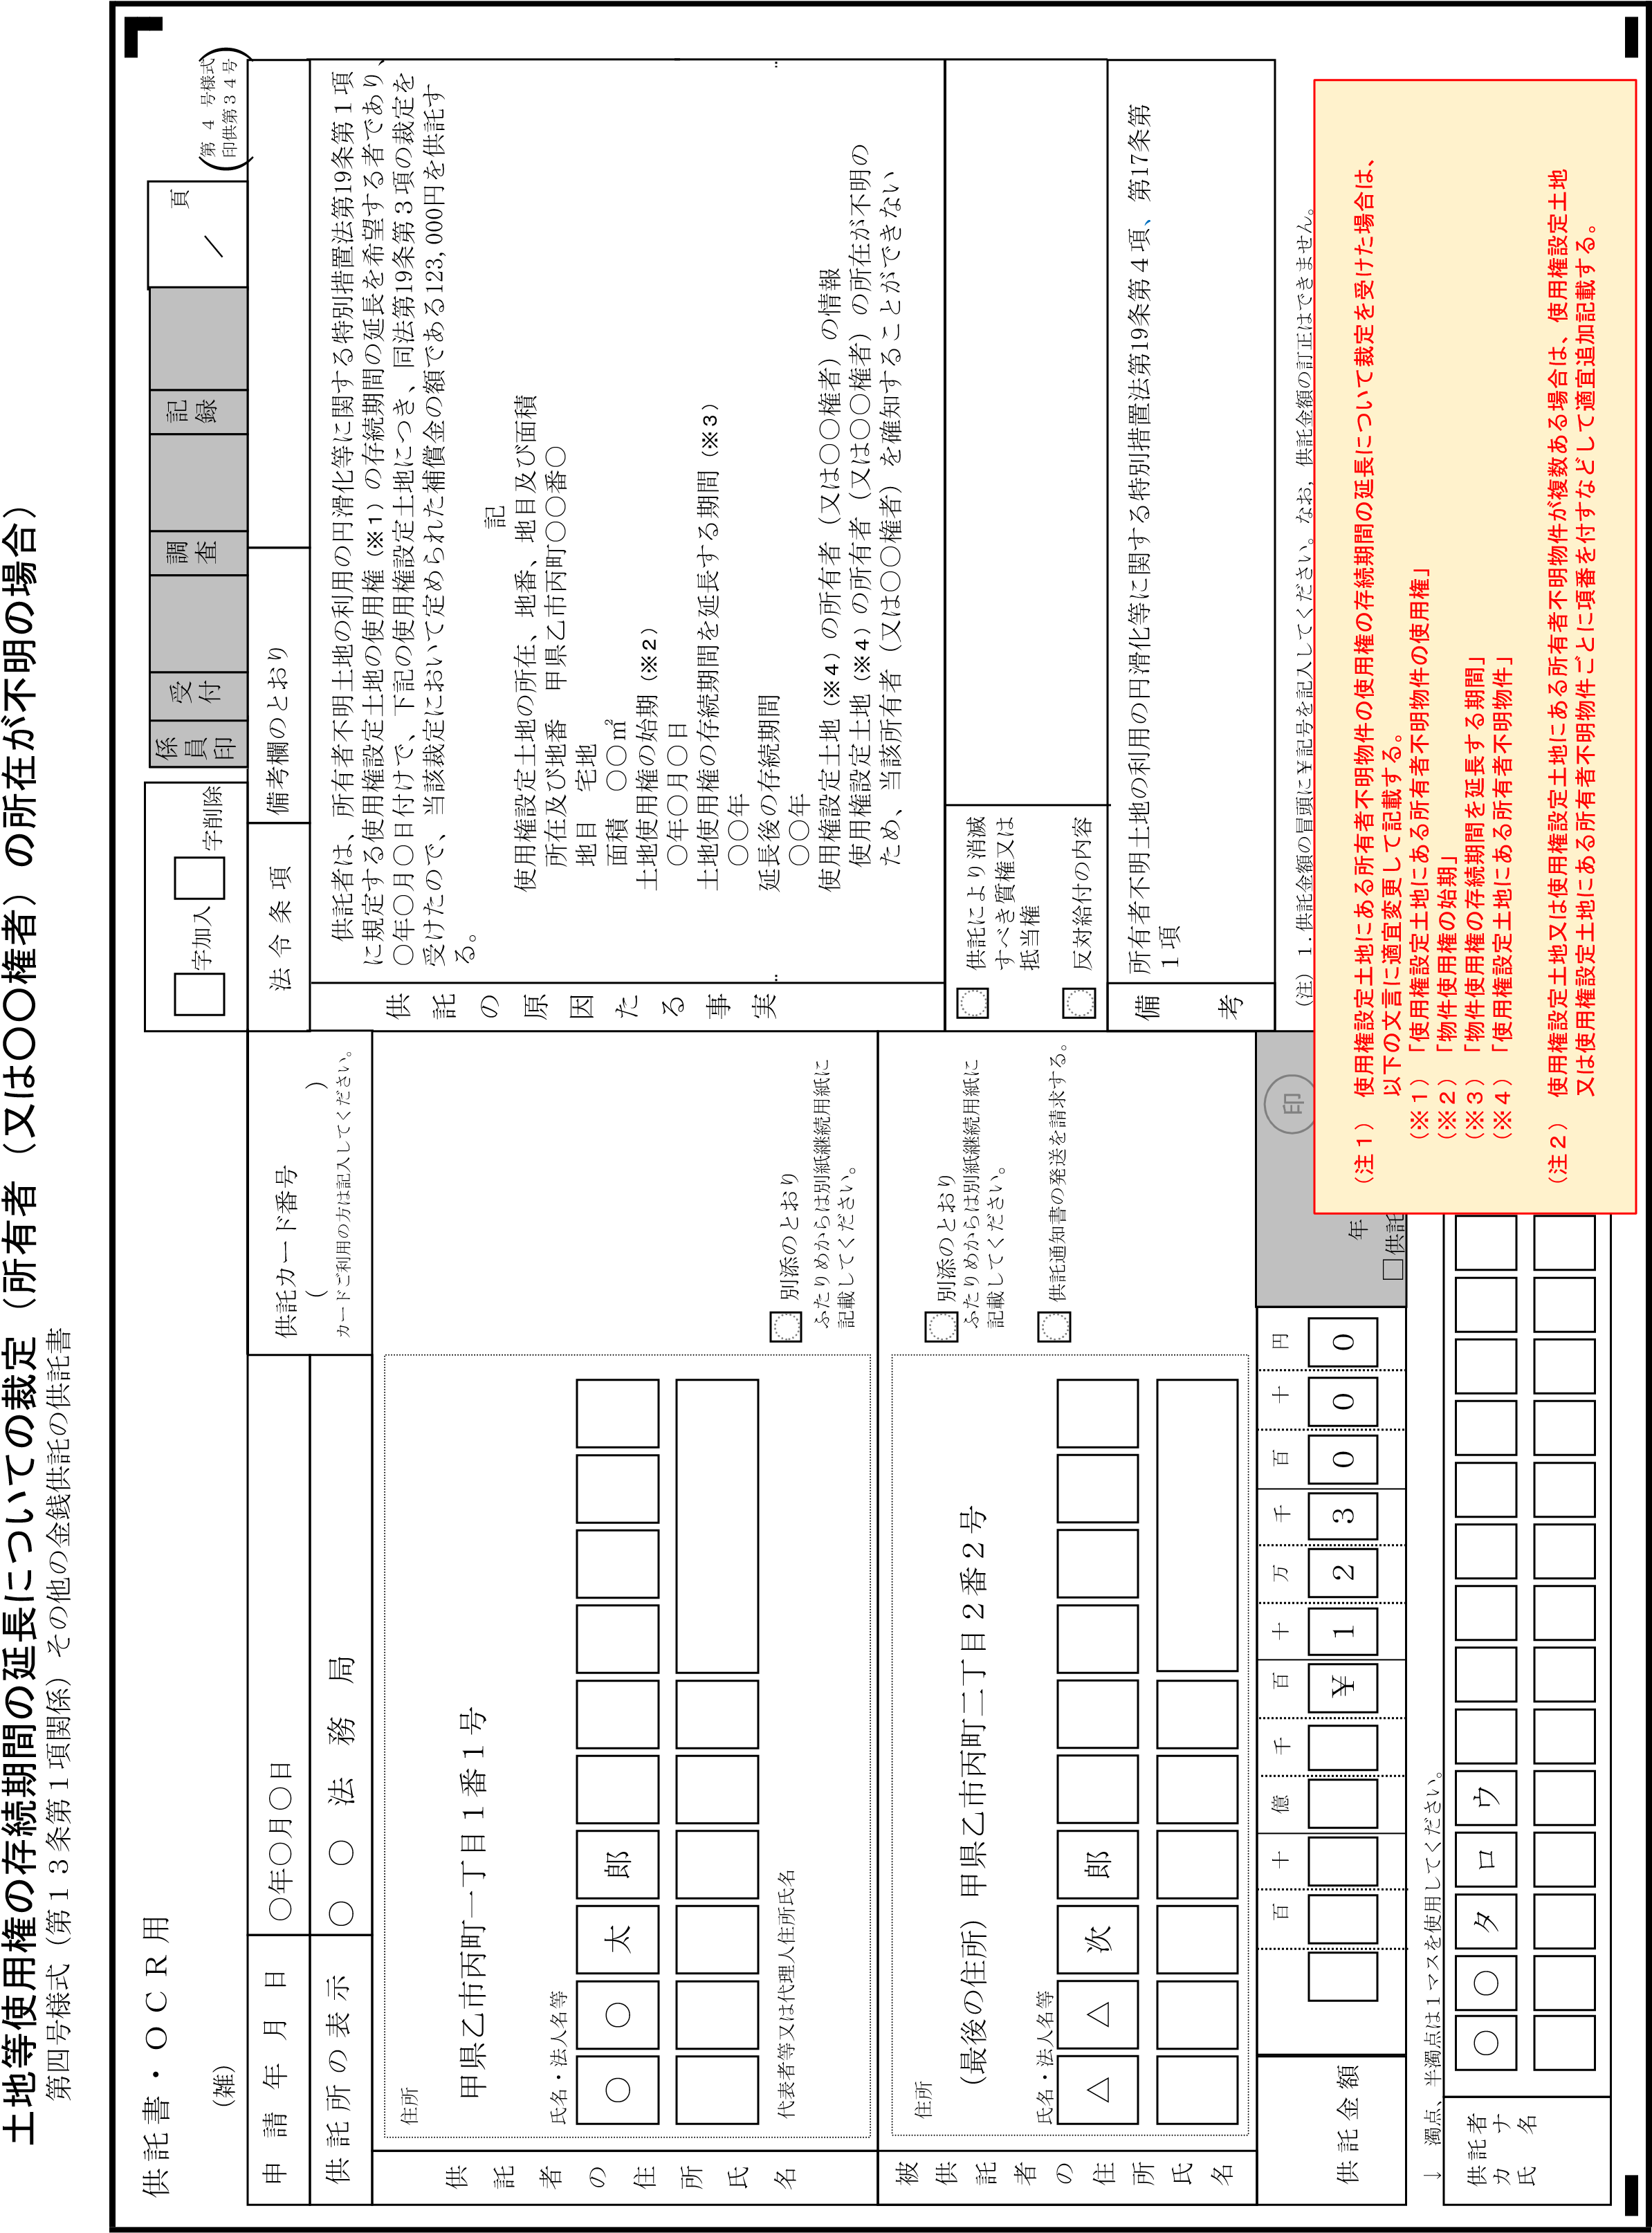 土地等使用権の存続期間の延長についての裁定（所有者（又は〇〇権者）の所在が不明の場合）
第四号様式（第１３条第１項関係）その他の金銭供託の供託書
供託書・ＯＣＲ用
（雑）
字加入
字削除
係員印
受付
調査
記録
頁
／
（第４号様式
印供第３４号）
申請年月日
〇年〇月〇日
供託所の表示
〇〇法務局
供託カード番号
（　　　）
カードご利用の方は記入してください。
法令条項
備考欄のとおり
供託者の住所氏名
住所
甲県乙市丙町一丁目１番１号
氏名・法人名等
〇〇太郎
代表者等又は代理人住所氏名
別添のとおり
ふたりめからは別紙継続用紙に
記載してください。
被供託者の住所氏名
住所
（最後の住所）　甲県乙市丙町二丁目２番２号
氏名・法人名等
△△次郎
別添のとおり
ふたりめからは別紙継続用紙に
記載してください。
供託通知書の発送を請求する。
供託金額
百 十 億 千 百 十 万 千 百 十 円
￥１２３０００
印
年
□供託
↓　濁点、半濁点は１マスを使用してください。
供託者
カナ
氏名
〇〇タロウ
供託の原因たる事実
供託者は、所有者不明土地の利用の円滑化等に関する特別措置法第19条第１項
に規定する使用権設定土地の使用権（※１）の存続期間の延長を希望する者であり、
〇年〇月〇日付けで、下記の使用権設定土地につき、同法第19条第３項の裁定を
受けたので、当該裁定において定められた補償金の額である123,000円を供託す
る。
記
使用権設定土地の所在、地番、地目及び面積
所在及び地番　甲県乙市丙町〇〇番〇
地目　宅地
面積　〇〇㎡
土地使用権の始期（※２）
〇年〇月〇日
土地使用権の存続期間を延長する期間（※３）
〇〇年
延長後の存続期間
〇〇年
使用権設定土地（※４）の所有者（又は〇〇権者）の情報
使用権設定土地（※４）の所有者（又は〇〇権者）の所在が不明の
ため、当該所有者（又は〇〇権者）を確知することができない
供託により消滅
すべき質権又は
抵当権
反対給付の内容
備考
所有者不明土地の利用の円滑化等に関する特別措置法第19条第４項、第17条第
１項
（注）１．供託金額の冒頭に￥記号を記入してください。なお，供託金額の訂正はできません。
（注１）　使用権設定土地にある所有者不明物件の使用権の存続期間の延長について裁定を受けた場合は、
以下の文言に適宜変更して記載する。
（※１）「使用権設定土地にある所有者不明物件の使用権」
（※２）「物件使用権の始期」
（※３）「物件使用権の存続期間を延長する期間」
（※４）「使用権設定土地にある所有者不明物件」
（注２）　使用権設定土地又は使用権設定土地にある所有者不明物件が複数ある場合は、使用権設定土地
又は使用権設定土地にある所有者不明物件ごとに項番を付すなどして適宜追加記載する。